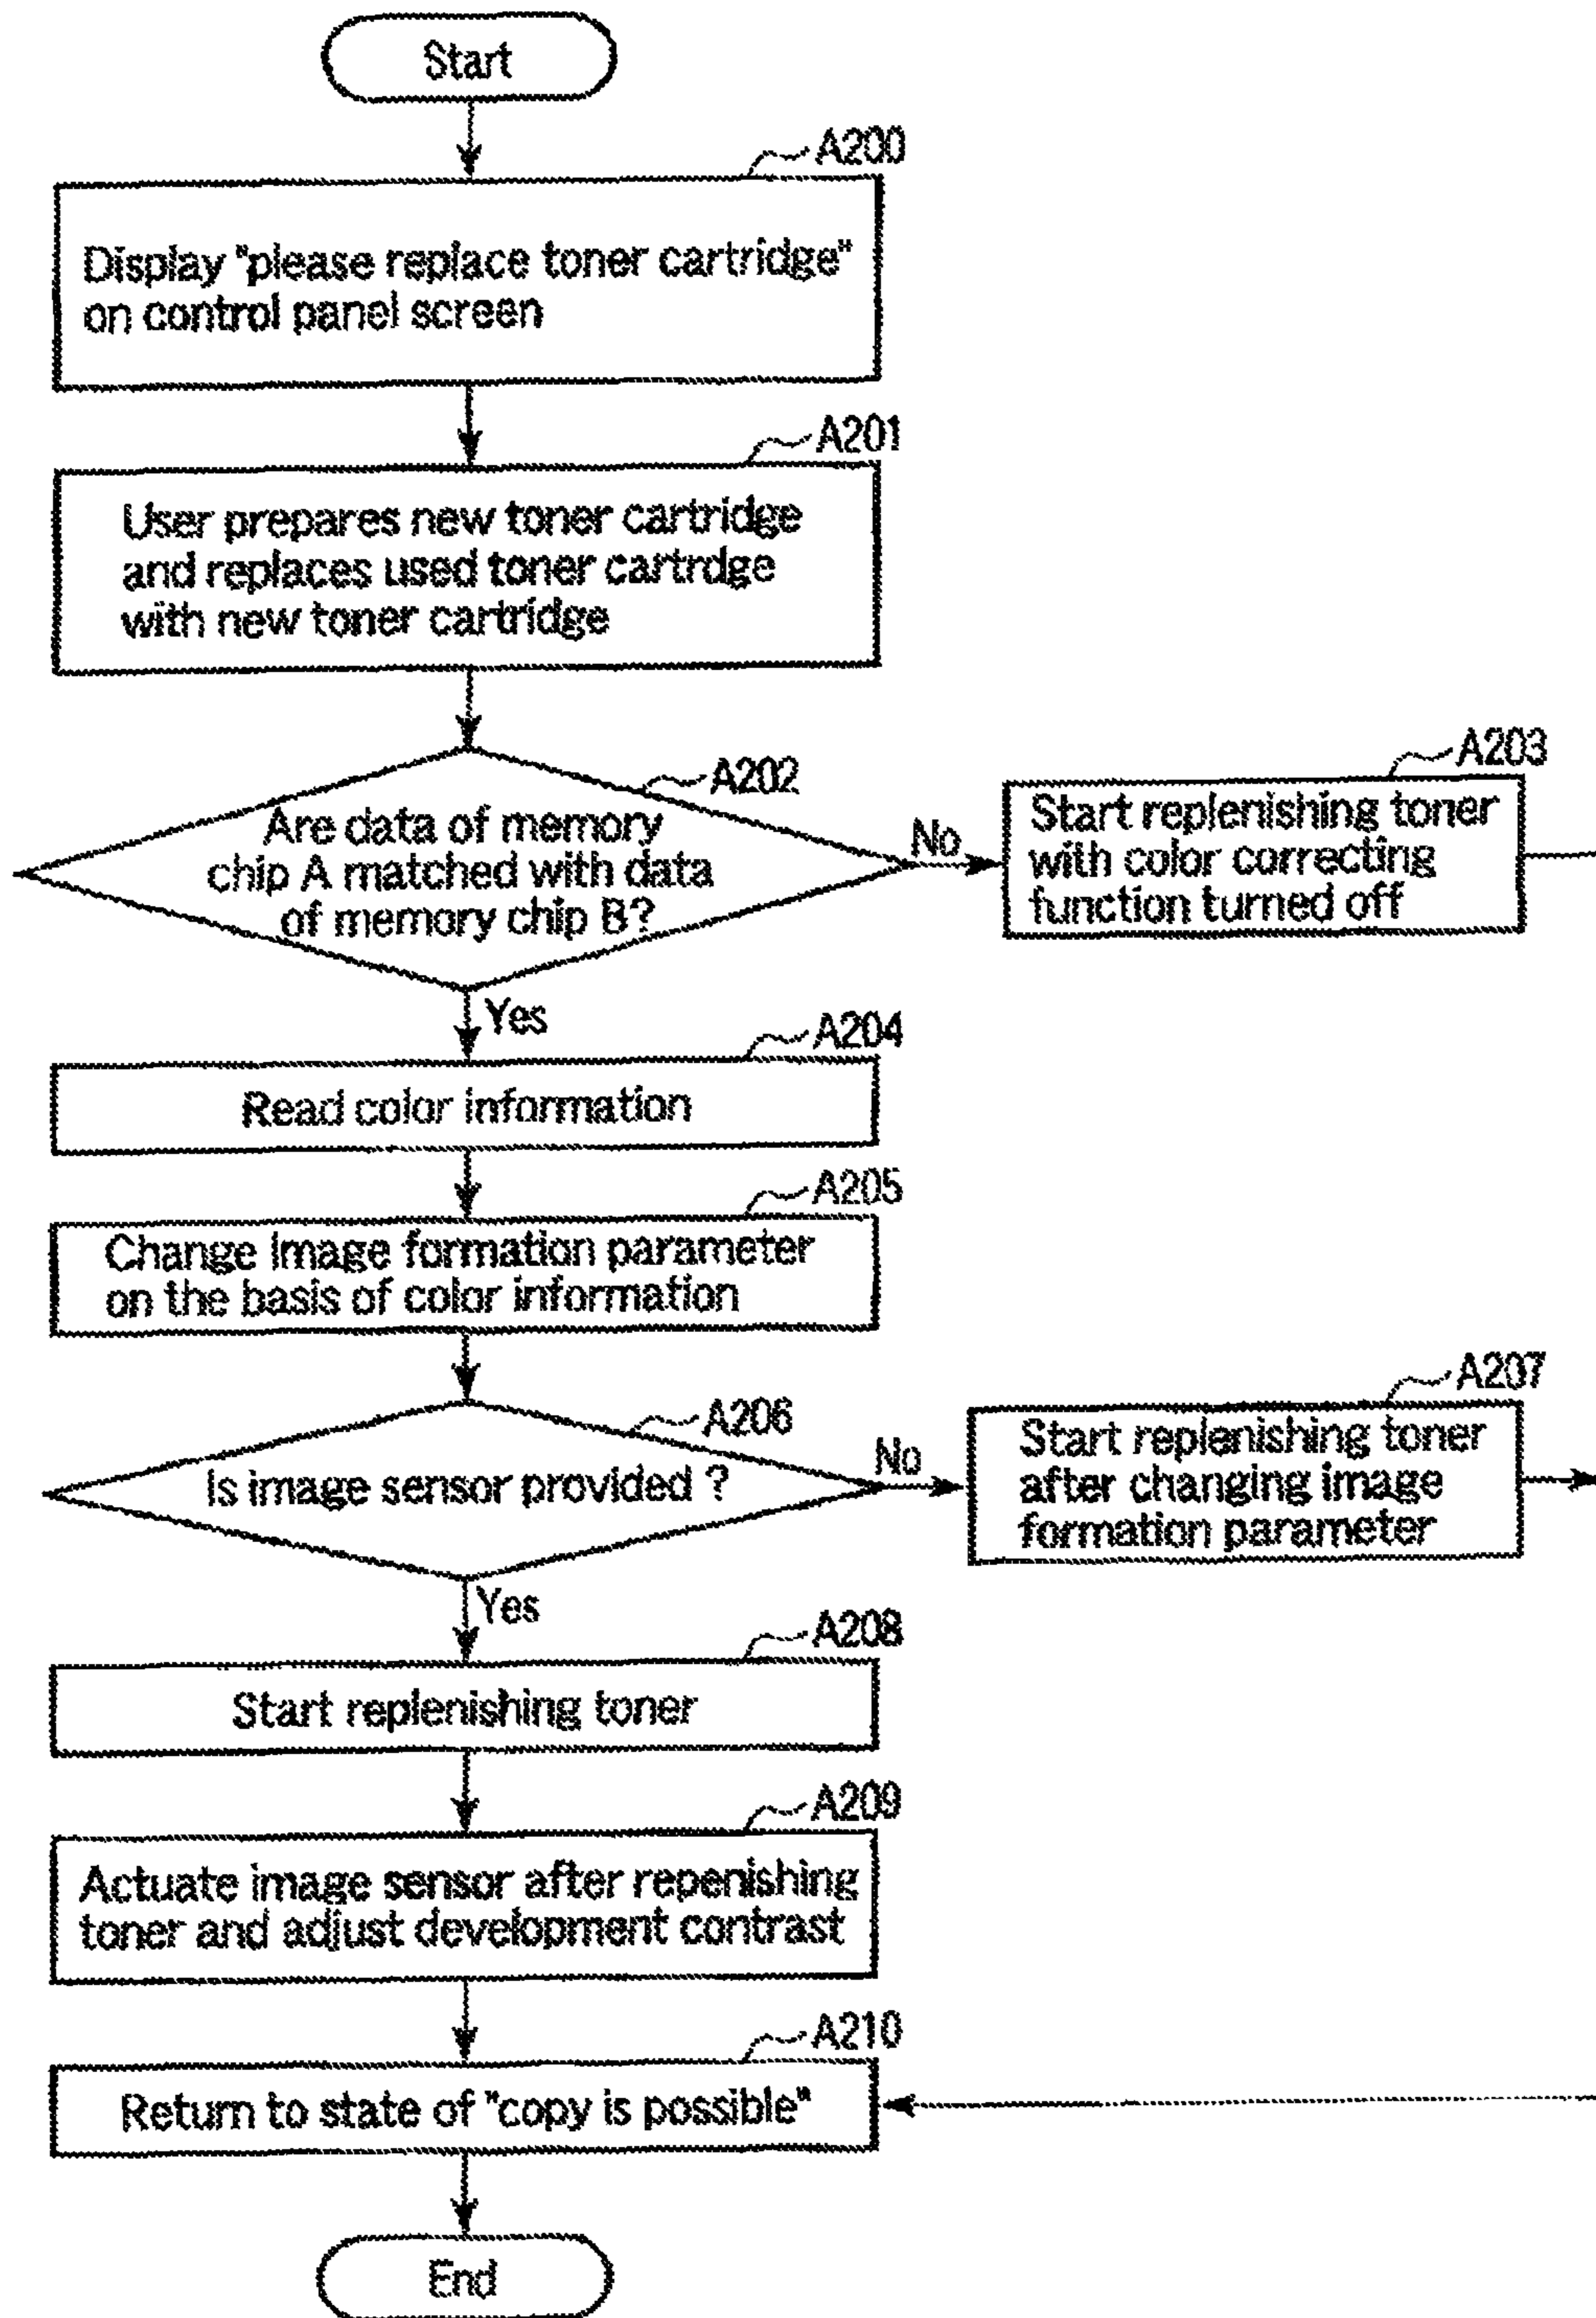 Start
A200
Display "please replace toner cartridge"
on control panel screen
A201
User prepares new toner cartridge
and replaces used toner cartrdge
with new toner cartridge
A202
Are data of memory
chip A matched with data
of memory chip B?
No
A203
Start replenishing toner
with color correcting
function turned off
Yes
A204
Read color information
A205
Change image formation parameter
on the basis of color information
A206
Is image sensor provided ?
No
A207
Start replenishing toner
after changing image
formation parameter
Yes
A208
Start replenishing toner
A209
Actuate image sensor after repenishing
toner and adjust development contrast
A210
Return to state of "copy is possible"
End